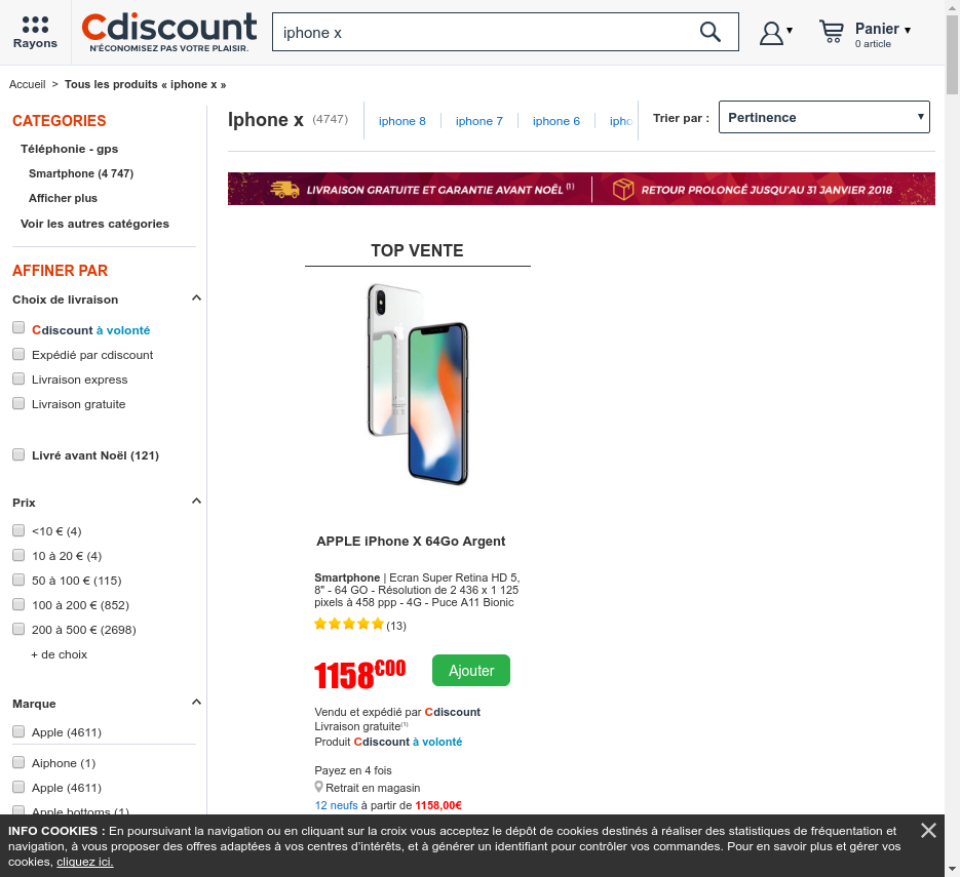 Rayons
Cdiscount
N'ÉCONOMISEZ PAS VOTRE PLAISIR.
iphone x
Panier
0 article
Accueil > Tous les produits « iphone x »
CATEGORIES
Téléphonie - gps
Smartphone (4 747)
Afficher plus
Voir les autres catégories
AFFINER PAR
Choix de livraison
Cdiscount à volonté
Expédié par cdiscount
Livraison express
Livraison gratuite
Livré avant Noël (121)
Prix
<10 € (4)
10 à 20 € (4)
50 à 100 € (115)
100 à 200 € (852)
200 à 500 € (2698)
+ de choix
Marque
Apple (4611)
Aiphone (1)
Apple (4611)
Apple bottoms (1)
Iphone x (4747)
iphone 8
iphone 7
iphone 6
ipho
Trier par :
Pertinence
LIVRAISON GRATUITE ET GARANTIE AVANT NOËL (1)
RETOUR PROLONGÉ JUSQU'AU 31 JANVIER 2018
TOP VENTE
APPLE iPhone X 64Go Argent
Smartphone | Ecran Super Retina HD 5,
8" - 64 GO - Résolution de 2 436 x 1 125
pixels à 458 ppp - 4G - Puce A11 Bionic
(13)
1158€00
Ajouter
Vendu et expédié par Cdiscount
Livraison gratuite(1)
Produit Cdiscount à volonté
Payez en 4 fois
Retrait en magasin
12 neufs à partir de 1158,00€
INFO COOKIES : En poursuivant la navigation ou en cliquant sur la croix vous acceptez le dépôt de cookies destinés à réaliser des statistiques de fréquentation et
navigation, à vous proposer des offres adaptées à vos centres d'intérêts, et à générer un identifiant pour contrôler vos commandes. Pour en savoir plus et gérer vos
cookies, cliquez ici.